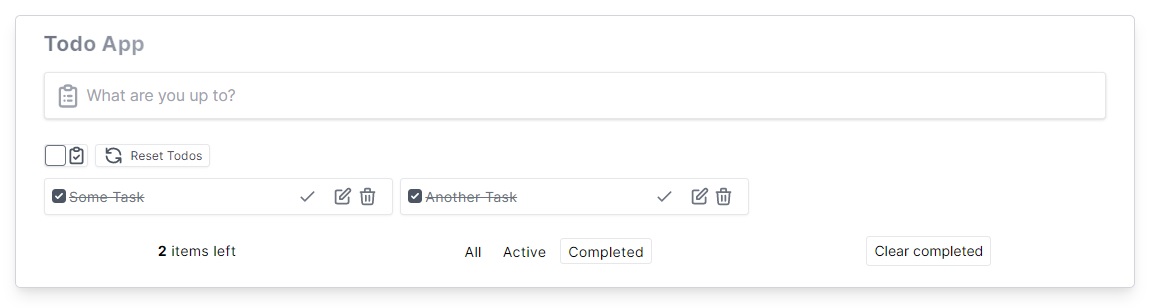 Todo App
What are you up to?
Reset Todos
Some Task
Another Task
2 items left
All Active Completed
Clear completed